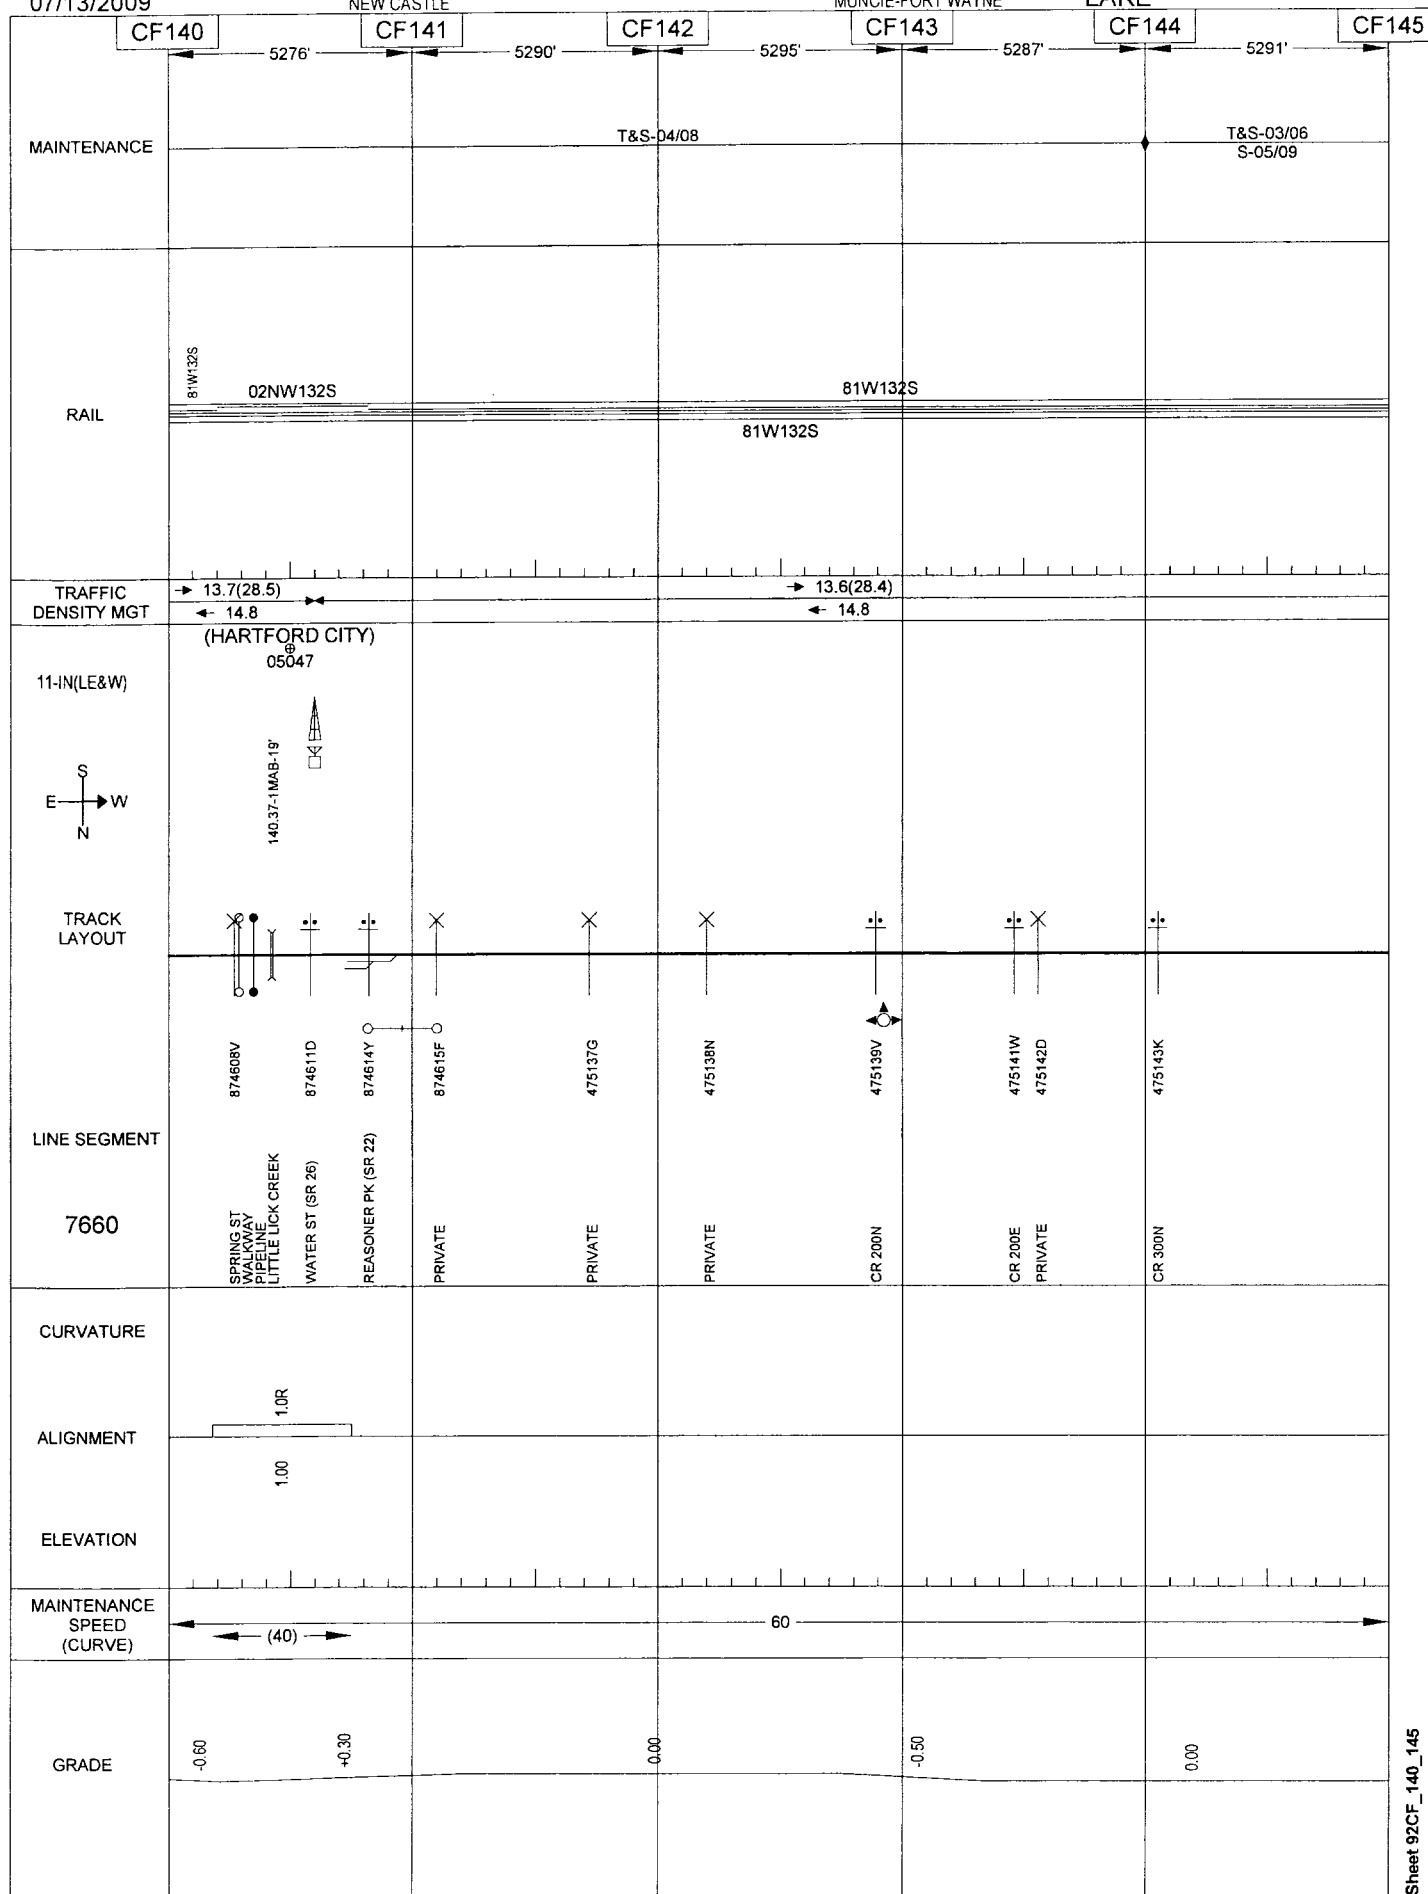 07/13/2009 NEW CASTLE MUNCIE-FORT WAYNE LAKE
CF140 CF141 CF142 CF143 CF144 CF145
5276' 5290' 5295' 5287' 5291'
MAINTENANCE
T&S-04/08
T&S-03/06
S-05/09
RAIL
81W132S
02NW132S
81W132S
81W132S
TRAFFIC
DENSITY MGT
13.7(28.5)
14.8
13.6(28.4)
14.8
(HARTFORD CITY)
05047
11-IN(LE&W)
140.37-1MAB-19'
S
E W
N
TRACK
LAYOUT
874608V
874611D
874614Y
874615F
475137G
475138N
475139V
475141W
475142D
475143K
LINE SEGMENT
7660
SPRING ST
WALKWAY
PIPELINE
LITTLE LICK CREEK
WATER ST (SR 26)
REASONER PK (SR 22)
PRIVATE
PRIVATE
PRIVATE
CR 200N
CR 200E
PRIVATE
CR 300N
CURVATURE
ALIGNMENT
1.0R
1.00
ELEVATION
MAINTENANCE
SPEED
(CURVE)
(40)
60
GRADE
-0.60
+0.30
0.00
-0.50
0.00
Sheet 92CF_140_145